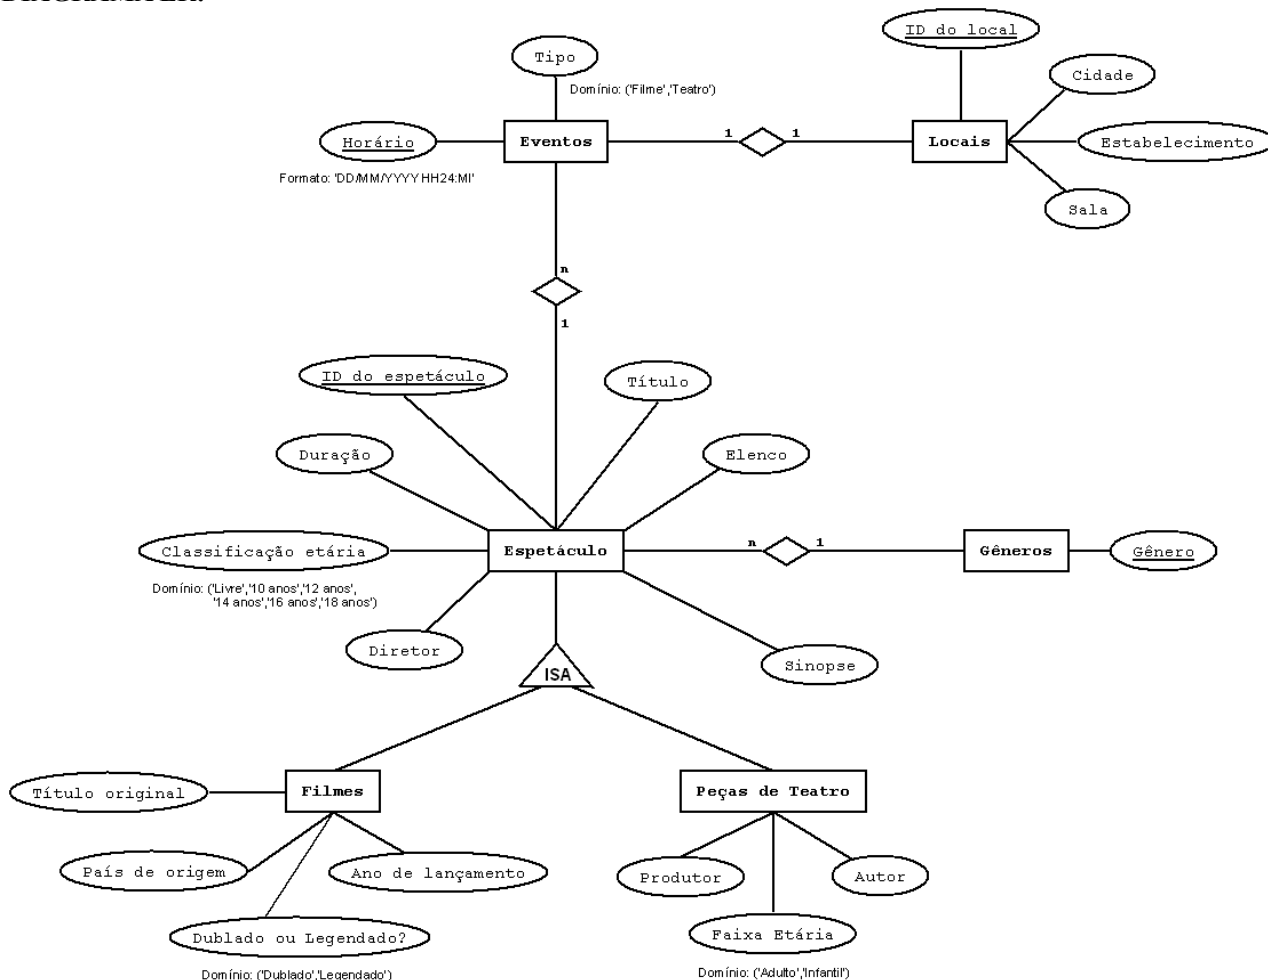 DIAGRAMA ER:
ID do local
Tipo
Cidade
Domínio: ('Filme','Teatro')
Horário
Eventos
1
1
Locais
Estabelecimento
Formato: 'DD/MM/YYYY HH24:MI'
Sala
n
1
ID do espetáculo
Título
Duração
Elenco
Classificação etária
Espetáculo
n
1
Gêneros
Gênero
Domínio: ('Livre','10 anos','12 anos',
'14 anos','16 anos','18 anos')
Diretor
Sinopse
ISA
Título original
Filmes
Peças de Teatro
País de origem
Ano de lançamento
Produtor
Autor
Dublado ou Legendado?
Faixa Etária
Domínio: ('Dublado','Legendado')
Domínio: ('Adulto','Infantil')